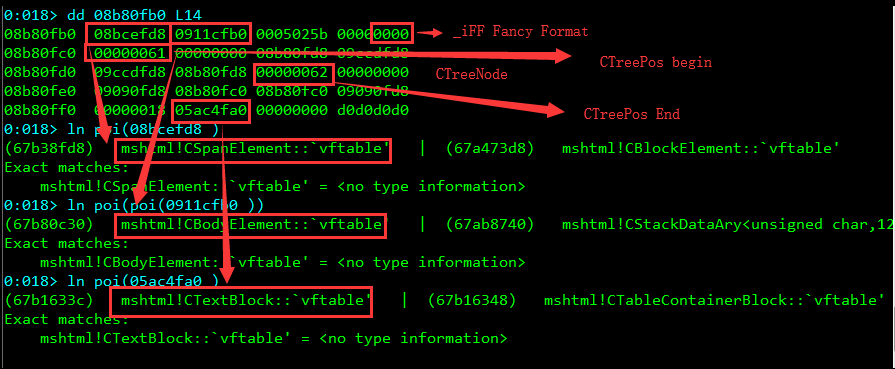 0:018> dd 08b80fb0 L14
08b80fb0 08bcefd8 0911cfb0 0005025b 00000000 _iFF Fancy Format
08b80fc0 00000061 00000000 08b80fd8 09ccdfd8 CTreePos begin
08b80fd0 09ccdfd8 08b80fd8 00000062 00000000 CTreeNode
08b80fe0 09090fd8 08b80fc0 08b80fc0 09090fd8
08b80ff0 00000018 05ac4fa0 00000000 d0d0d0d0 CTreePos End
0:018> ln poi(08bcefd8 )
(67b38fd8) mshtml!CSpanElement::`vftable' | (67a473d8) mshtml!CBlockElement::`vftable'
Exact matches:
mshtml!CSpanElement::`vftable' = <no type information>
0:018> ln poi(poi(0911cfb0 ))
(67b80c30) mshtml!CBodyElement::`vftable | (67ab8740) mshtml!CStackDataAry<unsigned char,12
Exact matches:
mshtml!CBodyElement::`vftable' = <no type information>
0:018> ln poi(05ac4fa0 )
(67b1633c) mshtml!CTextBlock::`vftable' | (67b16348) mshtml!CTableContainerBlock::`vftable'
Exact matches:
mshtml!CTextBlock::`vftable' = <no type information>